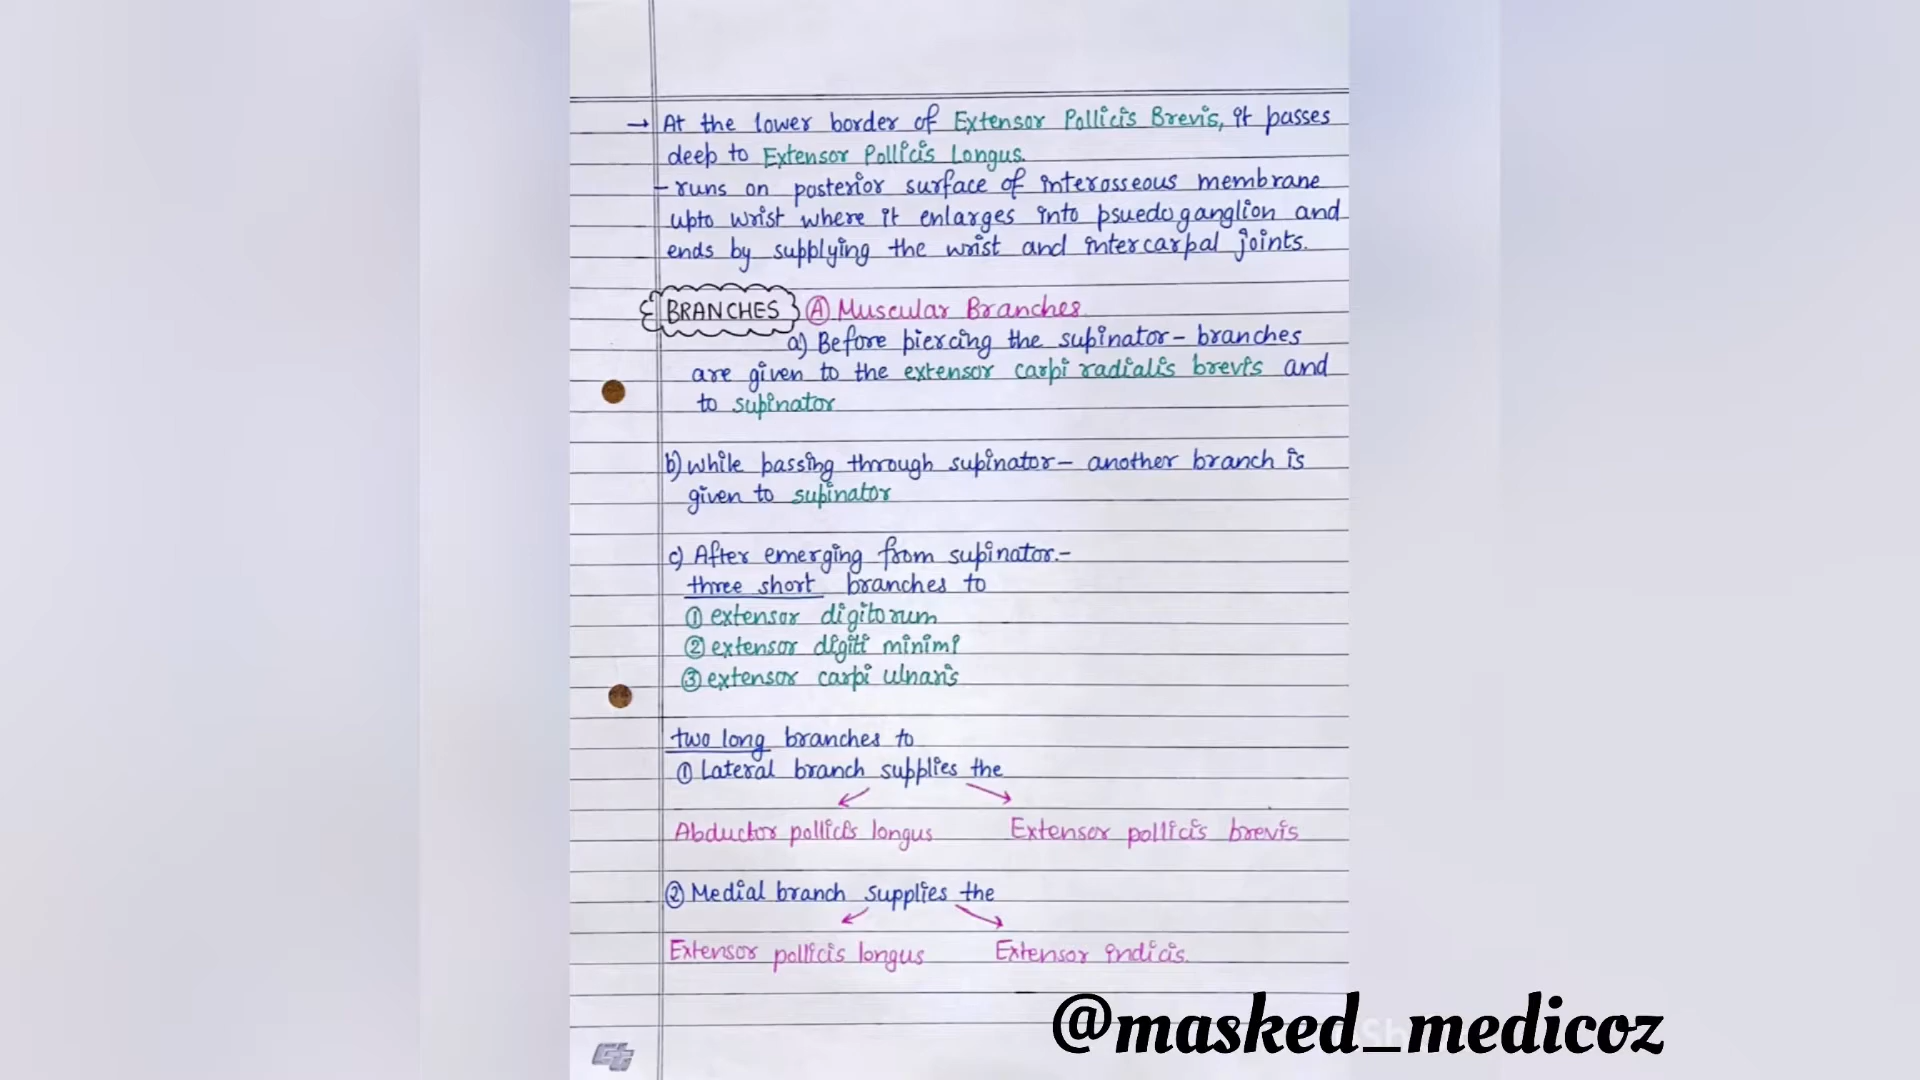 → At the lower border of Extensor Pollicis Brevis, it passes
deep to Extensor Pollicis Longus.
- runs on posterior surface of interosseous membrane
upto wrist where it enlarges into psuedoganglion and
ends by supplying the wrist and intercarpal joints.
BRANCHES Ⓐ Muscular Branches
a) Before piercing the supinator - branches
are given to the extensor carpi radialis brevis and
to supinator
b) while passing through supinator - another branch is
given to supinator
c) After emerging from supinator.-
three short branches to
① extensor digitorum
② extensor digiti minimi
③ extensor carpi ulnaris
two long branches to
① Lateral branch supplies the
Abductor pollicis longus Extensor pollicis brevis
② Medial branch supplies the
Extensor pollicis longus Extensor indicis.
@masked_medicoz